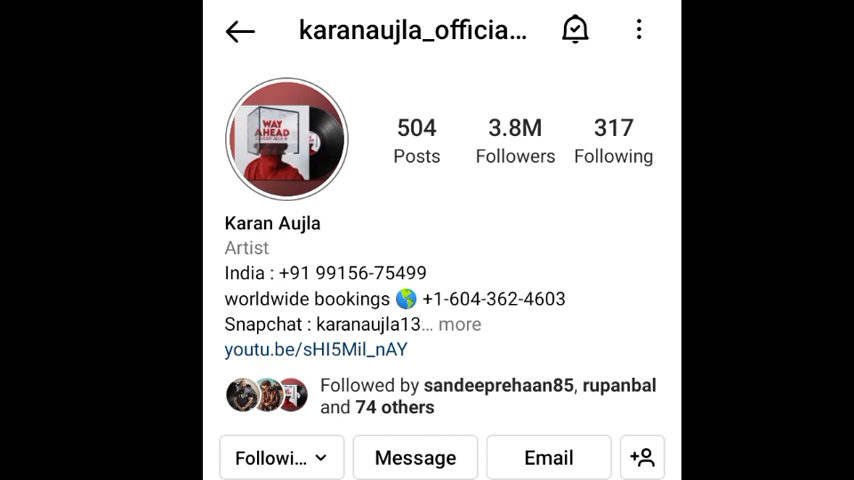 karanaujla_officia...
WAY
AHEAD
504
Posts
3.8M
Followers
317
Following
Karan Aujla
Artist
India : +91 99156-75499
worldwide bookings 🌎 +1-604-362-4603
Snapchat : karanaujla13... more
youtu.be/sHI5Mil_nAY
Followed by sandeeprehaan85, rupanbal
and 74 others
Followi...
Message
Email